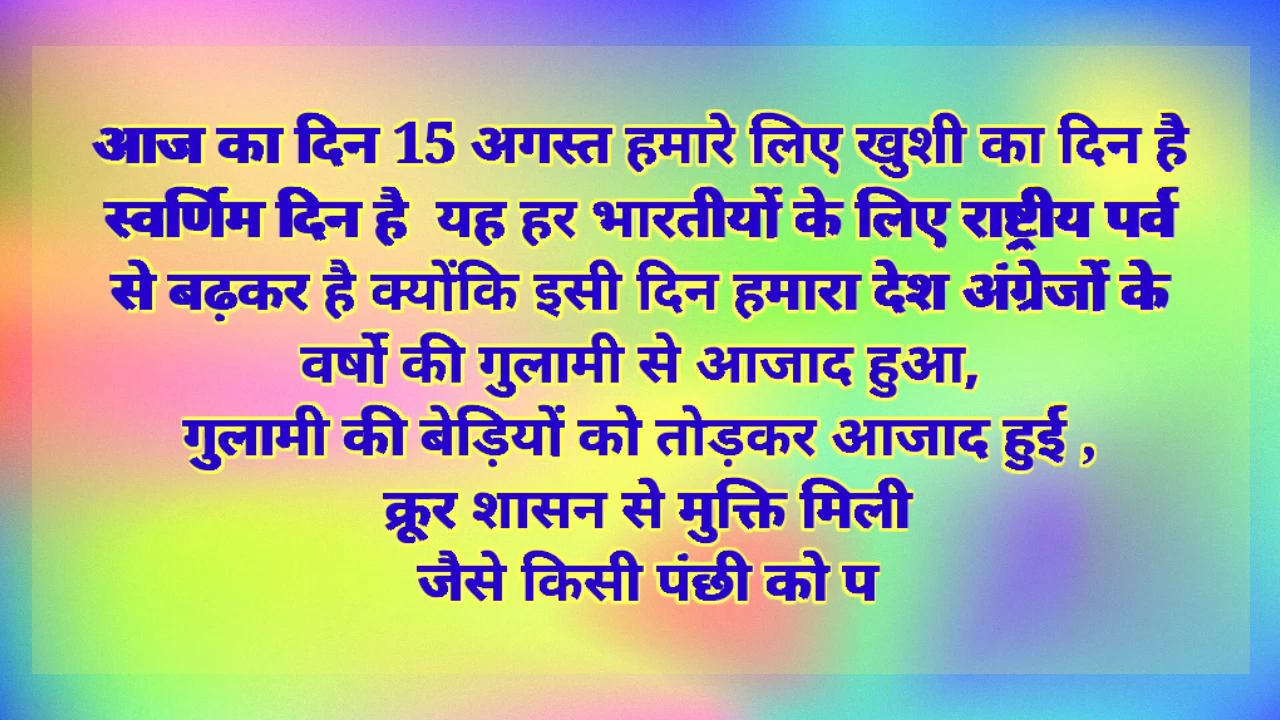 आज का दिन 15 अगस्त हमारे लिए खुशी का दिन है
स्वर्णिम दिन है यह हर भारतीयों के लिए राष्ट्रीय पर्व
से बढ़कर है क्योंकि इसी दिन हमारा देश अंग्रेजों के
वर्षो की गुलामी से आजाद हुआ,
गुलामी की बेड़ियों को तोड़कर आजाद हुई ,
क्रूर शासन से मुक्ति मिली
जैसे किसी पंछी को प